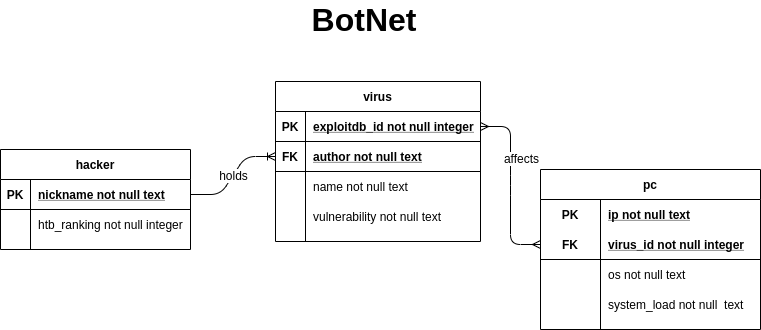 BotNet
virus
PK exploitdb_id not null integer
FK author not null text
name not null text
vulnerability not null text
hacker
PK nickname not null text
htb_ranking not null integer
holds
affects
pc
PK ip not null text
FK virus_id not null integer
os not null text
system_load not null  text